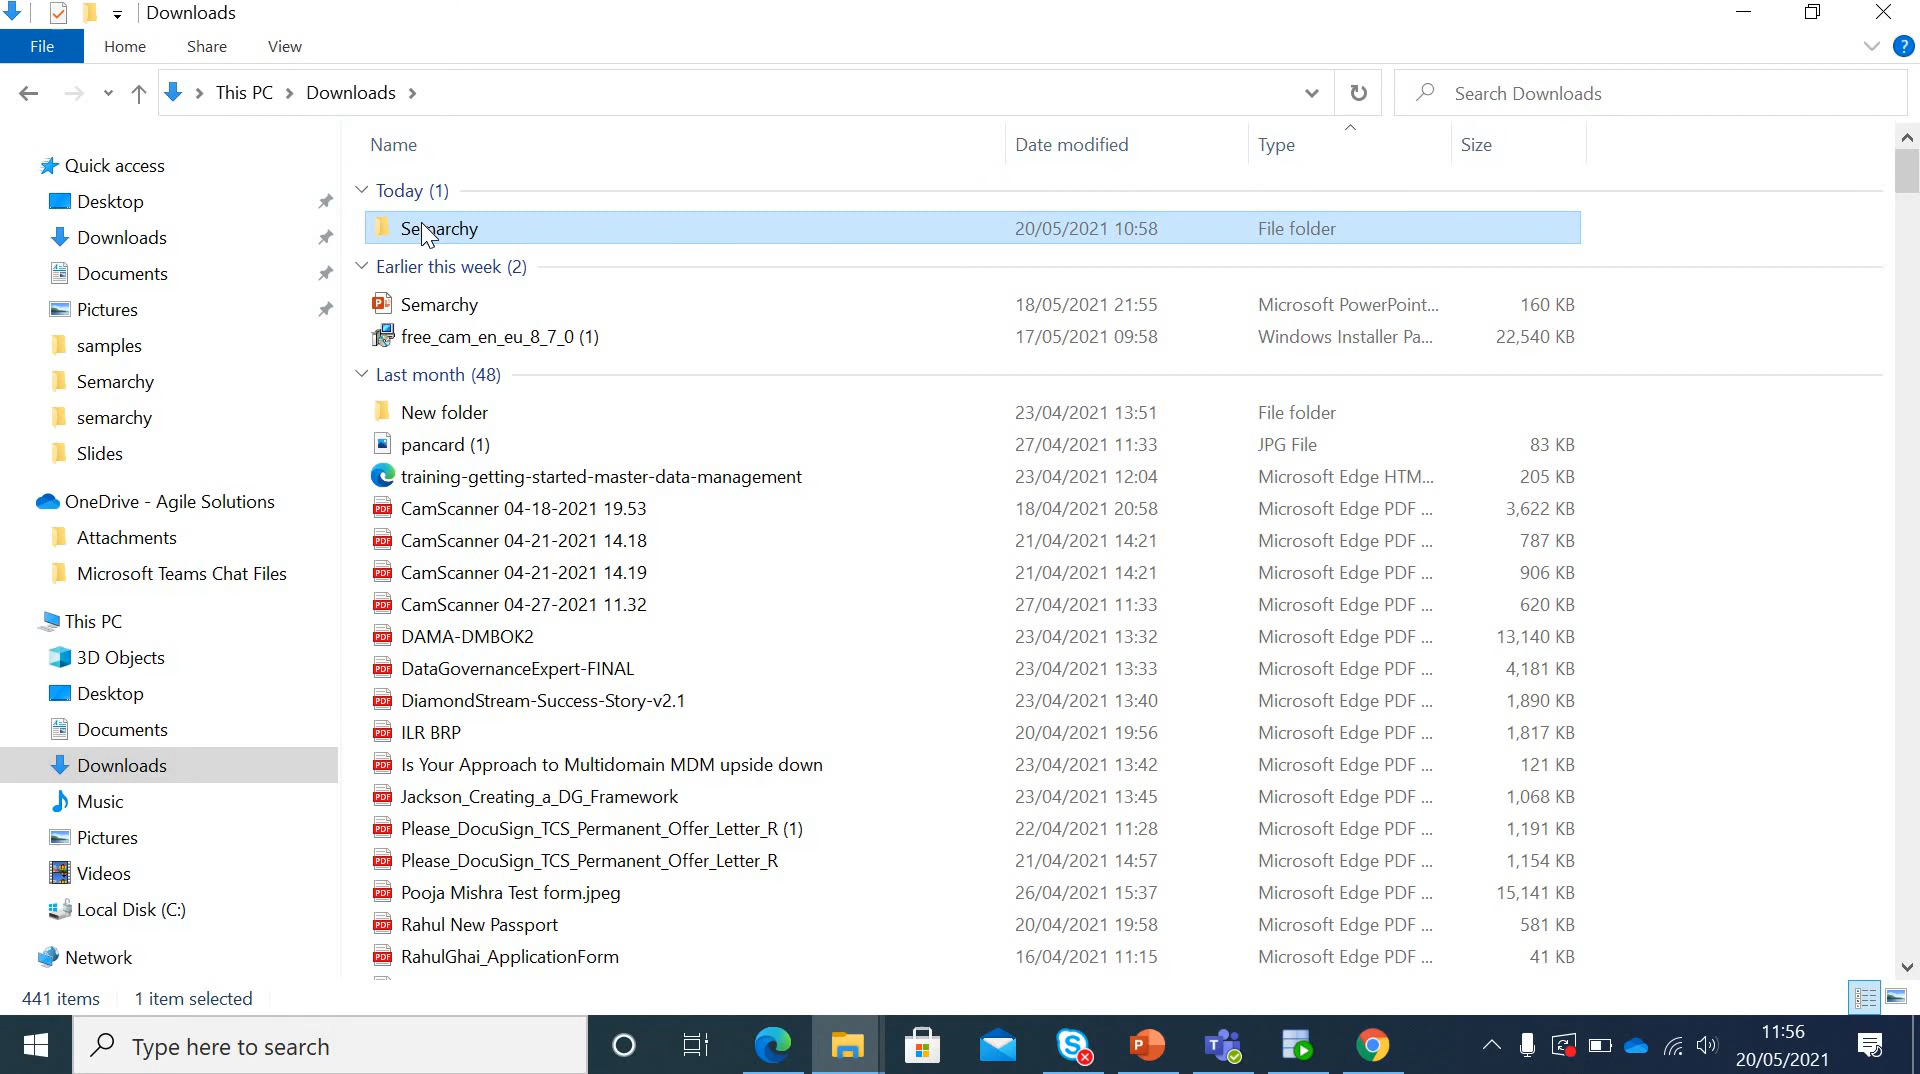 Downloads
File Home Share View
This PC Downloads
Search Downloads
Name Date modified Type Size
Quick access
Desktop
Downloads
Documents
Pictures
samples
Semarchy
semarchy
Slides
OneDrive - Agile Solutions
Attachments
Microsoft Teams Chat Files
This PC
3D Objects
Desktop
Documents
Downloads
Music
Pictures
Videos
Local Disk (C:)
Network
Today (1)
Semarchy 20/05/2021 10:58 File folder
Earlier this week (2)
Semarchy 18/05/2021 21:55 Microsoft PowerPoint... 160 KB
free_cam_en_eu_8_7_0 (1) 17/05/2021 09:58 Windows Installer Pa... 22,540 KB
Last month (48)
New folder 23/04/2021 13:51 File folder
pancard (1) 27/04/2021 11:33 JPG File 83 KB
training-getting-started-master-data-management 23/04/2021 12:04 Microsoft Edge HTM... 205 KB
CamScanner 04-18-2021 19.53 18/04/2021 20:58 Microsoft Edge PDF ... 3,622 KB
CamScanner 04-21-2021 14.18 21/04/2021 14:21 Microsoft Edge PDF ... 787 KB
CamScanner 04-21-2021 14.19 21/04/2021 14:21 Microsoft Edge PDF ... 906 KB
CamScanner 04-27-2021 11.32 27/04/2021 11:33 Microsoft Edge PDF ... 620 KB
DAMA-DMBOK2 23/04/2021 13:32 Microsoft Edge PDF ... 13,140 KB
DataGovernanceExpert-FINAL 23/04/2021 13:33 Microsoft Edge PDF ... 4,181 KB
DiamondStream-Success-Story-v2.1 23/04/2021 13:40 Microsoft Edge PDF ... 1,890 KB
ILR BRP 20/04/2021 19:56 Microsoft Edge PDF ... 1,817 KB
Is Your Approach to Multidomain MDM upside down 23/04/2021 13:42 Microsoft Edge PDF ... 121 KB
Jackson_Creating_a_DG_Framework 23/04/2021 13:45 Microsoft Edge PDF ... 1,068 KB
Please_DocuSign_TCS_Permanent_Offer_Letter_R (1) 22/04/2021 11:28 Microsoft Edge PDF ... 1,191 KB
Please_DocuSign_TCS_Permanent_Offer_Letter_R 21/04/2021 14:57 Microsoft Edge PDF ... 1,154 KB
Pooja Mishra Test form.jpeg 26/04/2021 15:37 Microsoft Edge PDF ... 15,141 KB
Rahul New Passport 20/04/2021 19:58 Microsoft Edge PDF ... 581 KB
RahulGhai_ApplicationForm 16/04/2021 11:15 Microsoft Edge PDF ... 41 KB
441 items 1 item selected
Type here to search
11:56
20/05/2021